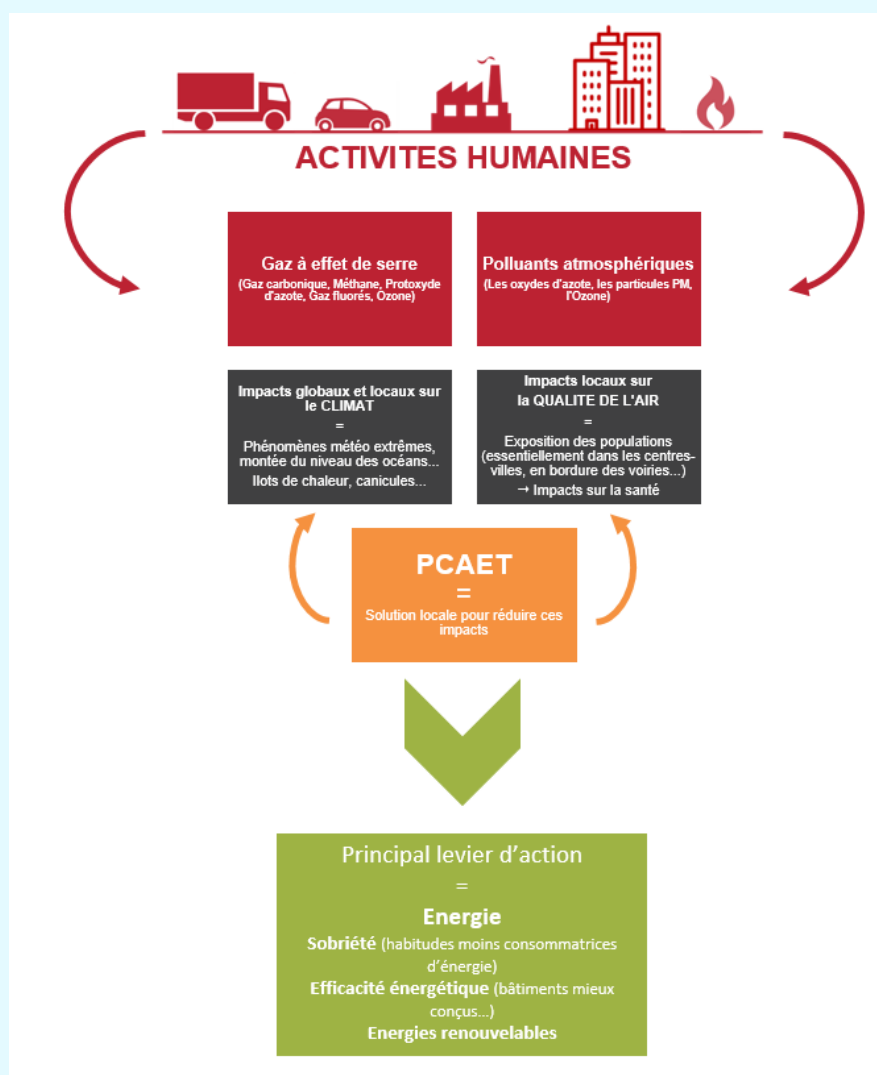 ACTIVITES HUMAINES
Gaz à effet de serre
(Gaz carbonique, Méthane, Protoxyde
d'azote, Gaz fluorés, Ozone)
Polluants atmosphériques
(Les oxydes d'azote, les particules PM,
l'Ozone)
Impacts globaux et locaux sur
le CLIMAT
=
Phénomènes météo extrêmes,
montée du niveau des océans...
Ilots de chaleur, canicules...
Impacts locaux sur
la QUALITE DE L'AIR
=
Exposition des populations
(essentiellement dans les centres-
villes, en bordure des voiries...)
→ Impacts sur la santé
PCAET
=
Solution locale pour réduire ces
impacts
Principal levier d’action
=
Energie
Sobriété (habitudes moins consommatrices
d’énergie)
Efficacité énergétique (bâtiments mieux
conçus…)
Energies renouvelables